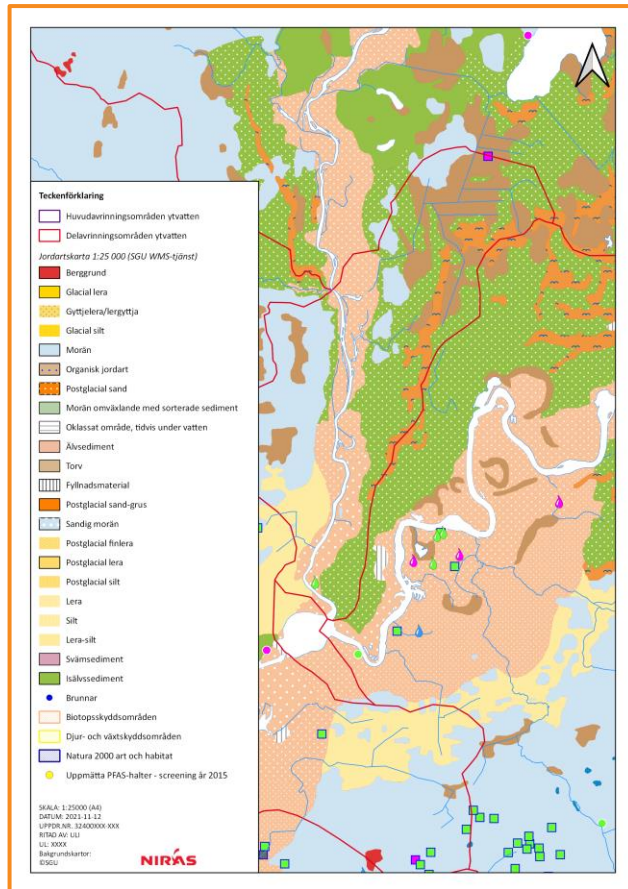 Teckenförklaring
Huvudavrinningsområden ytvatten
Delavrinningsområden ytvatten
Jordartskarta 1:25 000 (SGU WMS-tjänst)
Berggrund
Glacial lera
Gyttjelera/lergyttja
Glacial silt
Morän
Organisk jordart
Postglacial sand
Morän omväxlande med sorterade sediment
Oklassat område, tidvis under vatten
Älvsediment
Torv
Fyllnadsmaterial
Postglacial sand-grus
Sandig morän
Postglacial finlera
Postglacial lera
Postglacial silt
Lera
Silt
Lera-silt
Svämsediment
Isälvssediment
Brunnar
Biotopsskyddsområden
Djur- och växtskyddsområden
Natura 2000 art och habitat
Uppmätta PFAS-halter - screening år 2015
SKALA: 1:25000 (A4)
DATUM: 2021-11-12
UPPDR.NR. 32400XXX-XXX
RITAD AV: ULI
UL: XXXX
Bakgrundskartor:
©SGU
NIRAS